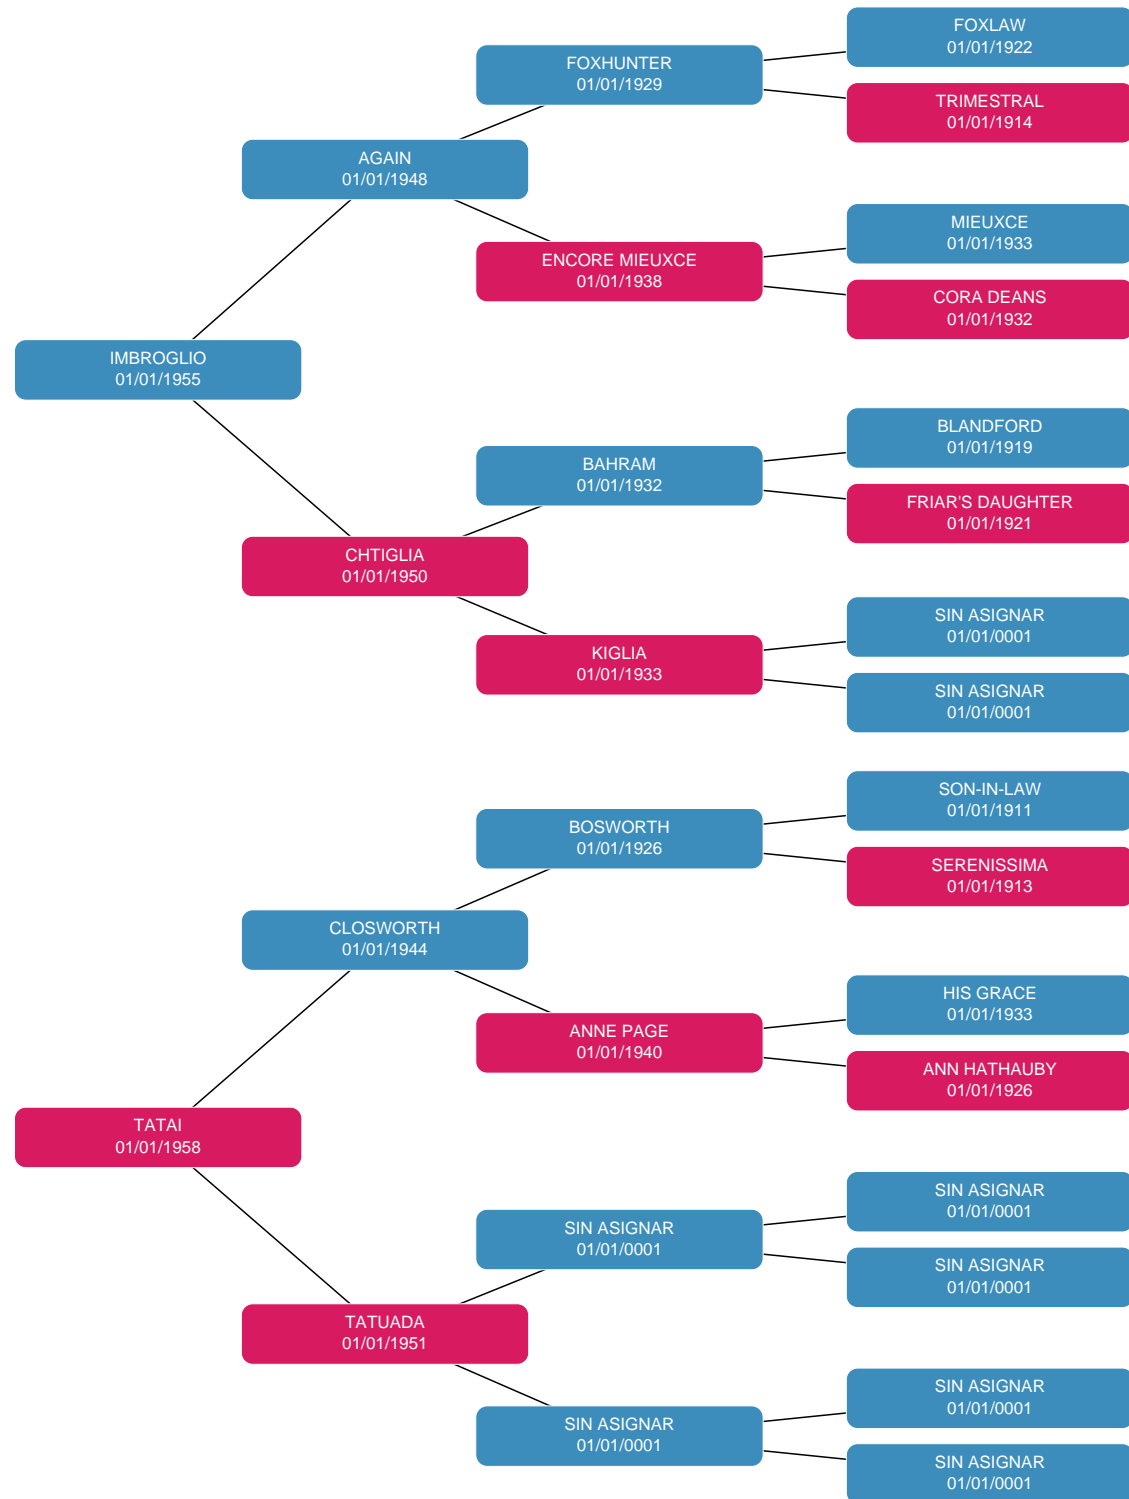 FOXLAW
01/01/1922
FOXHUNTER
01/01/1929
TRIMESTRAL
01/01/1914
AGAIN
01/01/1948
MIEUXCE
01/01/1933
ENCORE MIEUXCE
01/01/1938
CORA DEANS
01/01/1932
IMBROGLIO
01/01/1955
BLANDFORD
01/01/1919
BAHRAM
01/01/1932
FRIAR'S DAUGHTER
01/01/1921
CHTIGLIA
01/01/1950
SIN ASIGNAR
01/01/0001
KIGLIA
01/01/1933
SIN ASIGNAR
01/01/0001
SON-IN-LAW
01/01/1911
BOSWORTH
01/01/1926
SERENISSIMA
01/01/1913
CLOSWORTH
01/01/1944
HIS GRACE
01/01/1933
ANNE PAGE
01/01/1940
ANN HATHAUBY
01/01/1926
TATAI
01/01/1958
SIN ASIGNAR
01/01/0001
SIN ASIGNAR
01/01/0001
SIN ASIGNAR
01/01/0001
TATUADA
01/01/1951
SIN ASIGNAR
01/01/0001
SIN ASIGNAR
01/01/0001
SIN ASIGNAR
01/01/0001